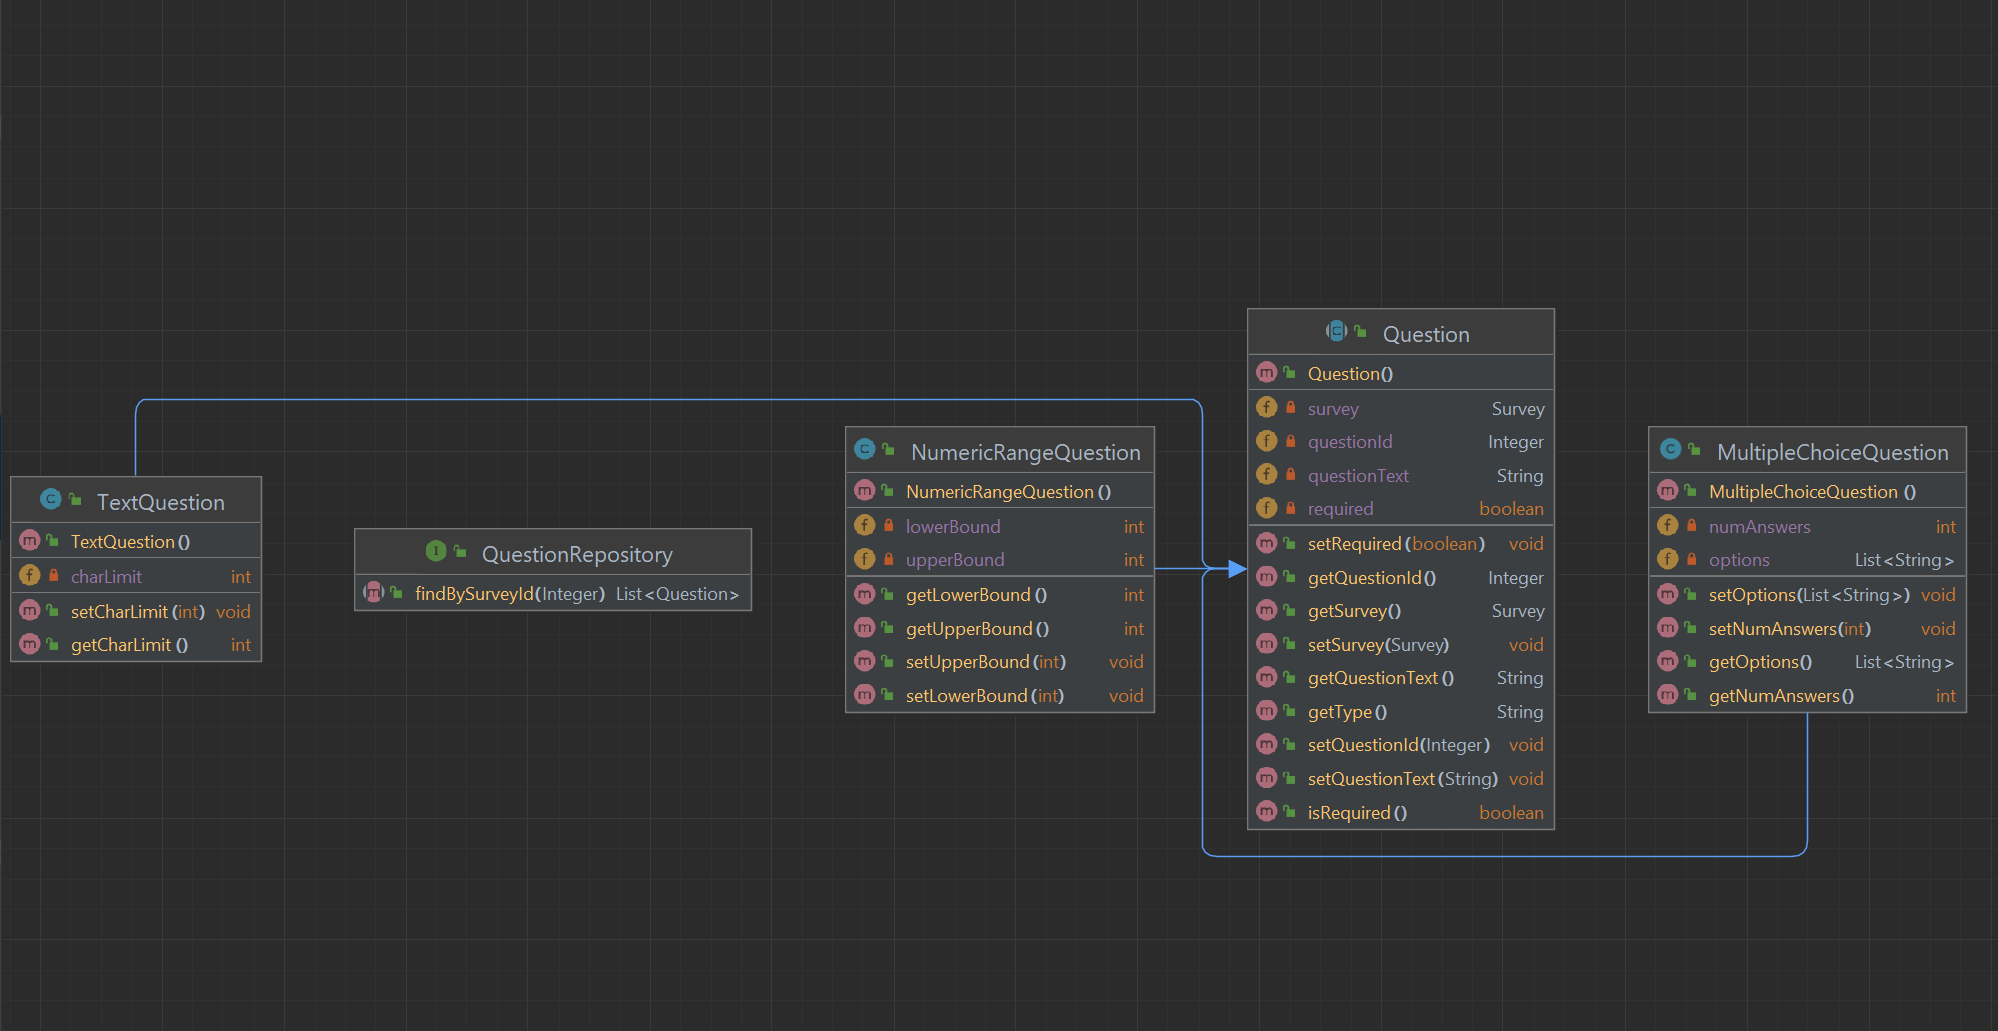 TextQuestion
TextQuestion()
charLimit int
setCharLimit(int) void
getCharLimit() int
QuestionRepository
findBySurveyId(Integer) List<Question>
NumericRangeQuestion
NumericRangeQuestion()
lowerBound int
upperBound int
getLowerBound() int
getUpperBound() int
setUpperBound(int) void
setLowerBound(int) void
Question
Question()
survey Survey
questionId Integer
questionText String
required boolean
setRequired(boolean) void
getQuestionId() Integer
getSurvey() Survey
setSurvey(Survey) void
getQuestionText() String
getType() String
setQuestionId(Integer) void
setQuestionText(String) void
isRequired() boolean
MultipleChoiceQuestion
MultipleChoiceQuestion()
numAnswers int
options List<String>
setOptions(List<String>) void
setNumAnswers(int) void
getOptions() List<String>
getNumAnswers() int